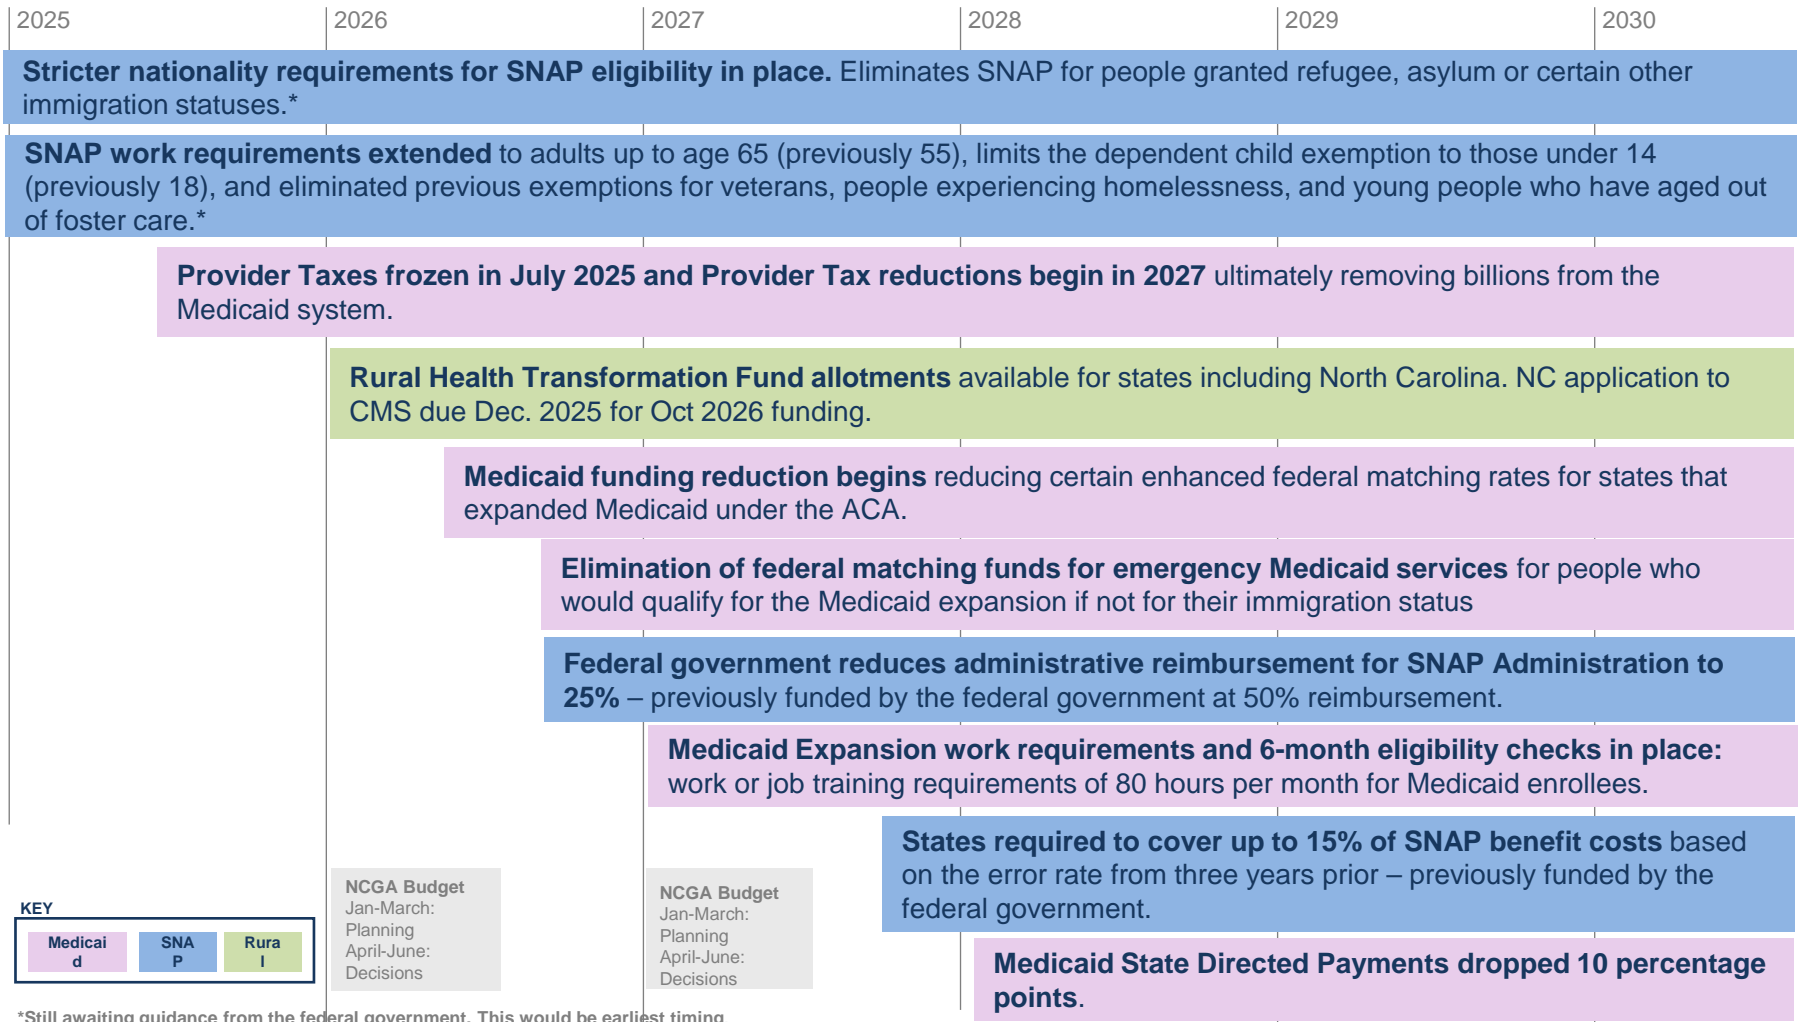 2025
2026
2027
2028
2029
2030
Stricter nationality requirements for SNAP eligibility in place. Eliminates SNAP for people granted refugee, asylum or certain other
immigration statuses.*
SNAP work requirements extended to adults up to age 65 (previously 55), limits the dependent child exemption to those under 14
(previously 18), and eliminated previous exemptions for veterans, people experiencing homelessness, and young people who have aged out
of foster care.*
Provider Taxes frozen in July 2025 and Provider Tax reductions begin in 2027 ultimately removing billions from the
Medicaid system.
Rural Health Transformation Fund allotments available for states including North Carolina. NC application to
CMS due Dec. 2025 for Oct 2026 funding.
Medicaid funding reduction begins reducing certain enhanced federal matching rates for states that
expanded Medicaid under the ACA.
Elimination of federal matching funds for emergency Medicaid services for people who
would qualify for the Medicaid expansion if not for their immigration status
Federal government reduces administrative reimbursement for SNAP Administration to
25% – previously funded by the federal government at 50% reimbursement.
Medicaid Expansion work requirements and 6-month eligibility checks in place:
work or job training requirements of 80 hours per month for Medicaid enrollees.
States required to cover up to 15% of SNAP benefit costs based
on the error rate from three years prior – previously funded by the
federal government.
Medicaid State Directed Payments dropped 10 percentage
points.
NCGA Budget
Jan-March:
Planning
April-June:
Decisions
NCGA Budget
Jan-March:
Planning
April-June:
Decisions
KEY
Medicai
d
SNA
P
Rura
l
*Still awaiting guidance from the federal government. This would be earliest timing